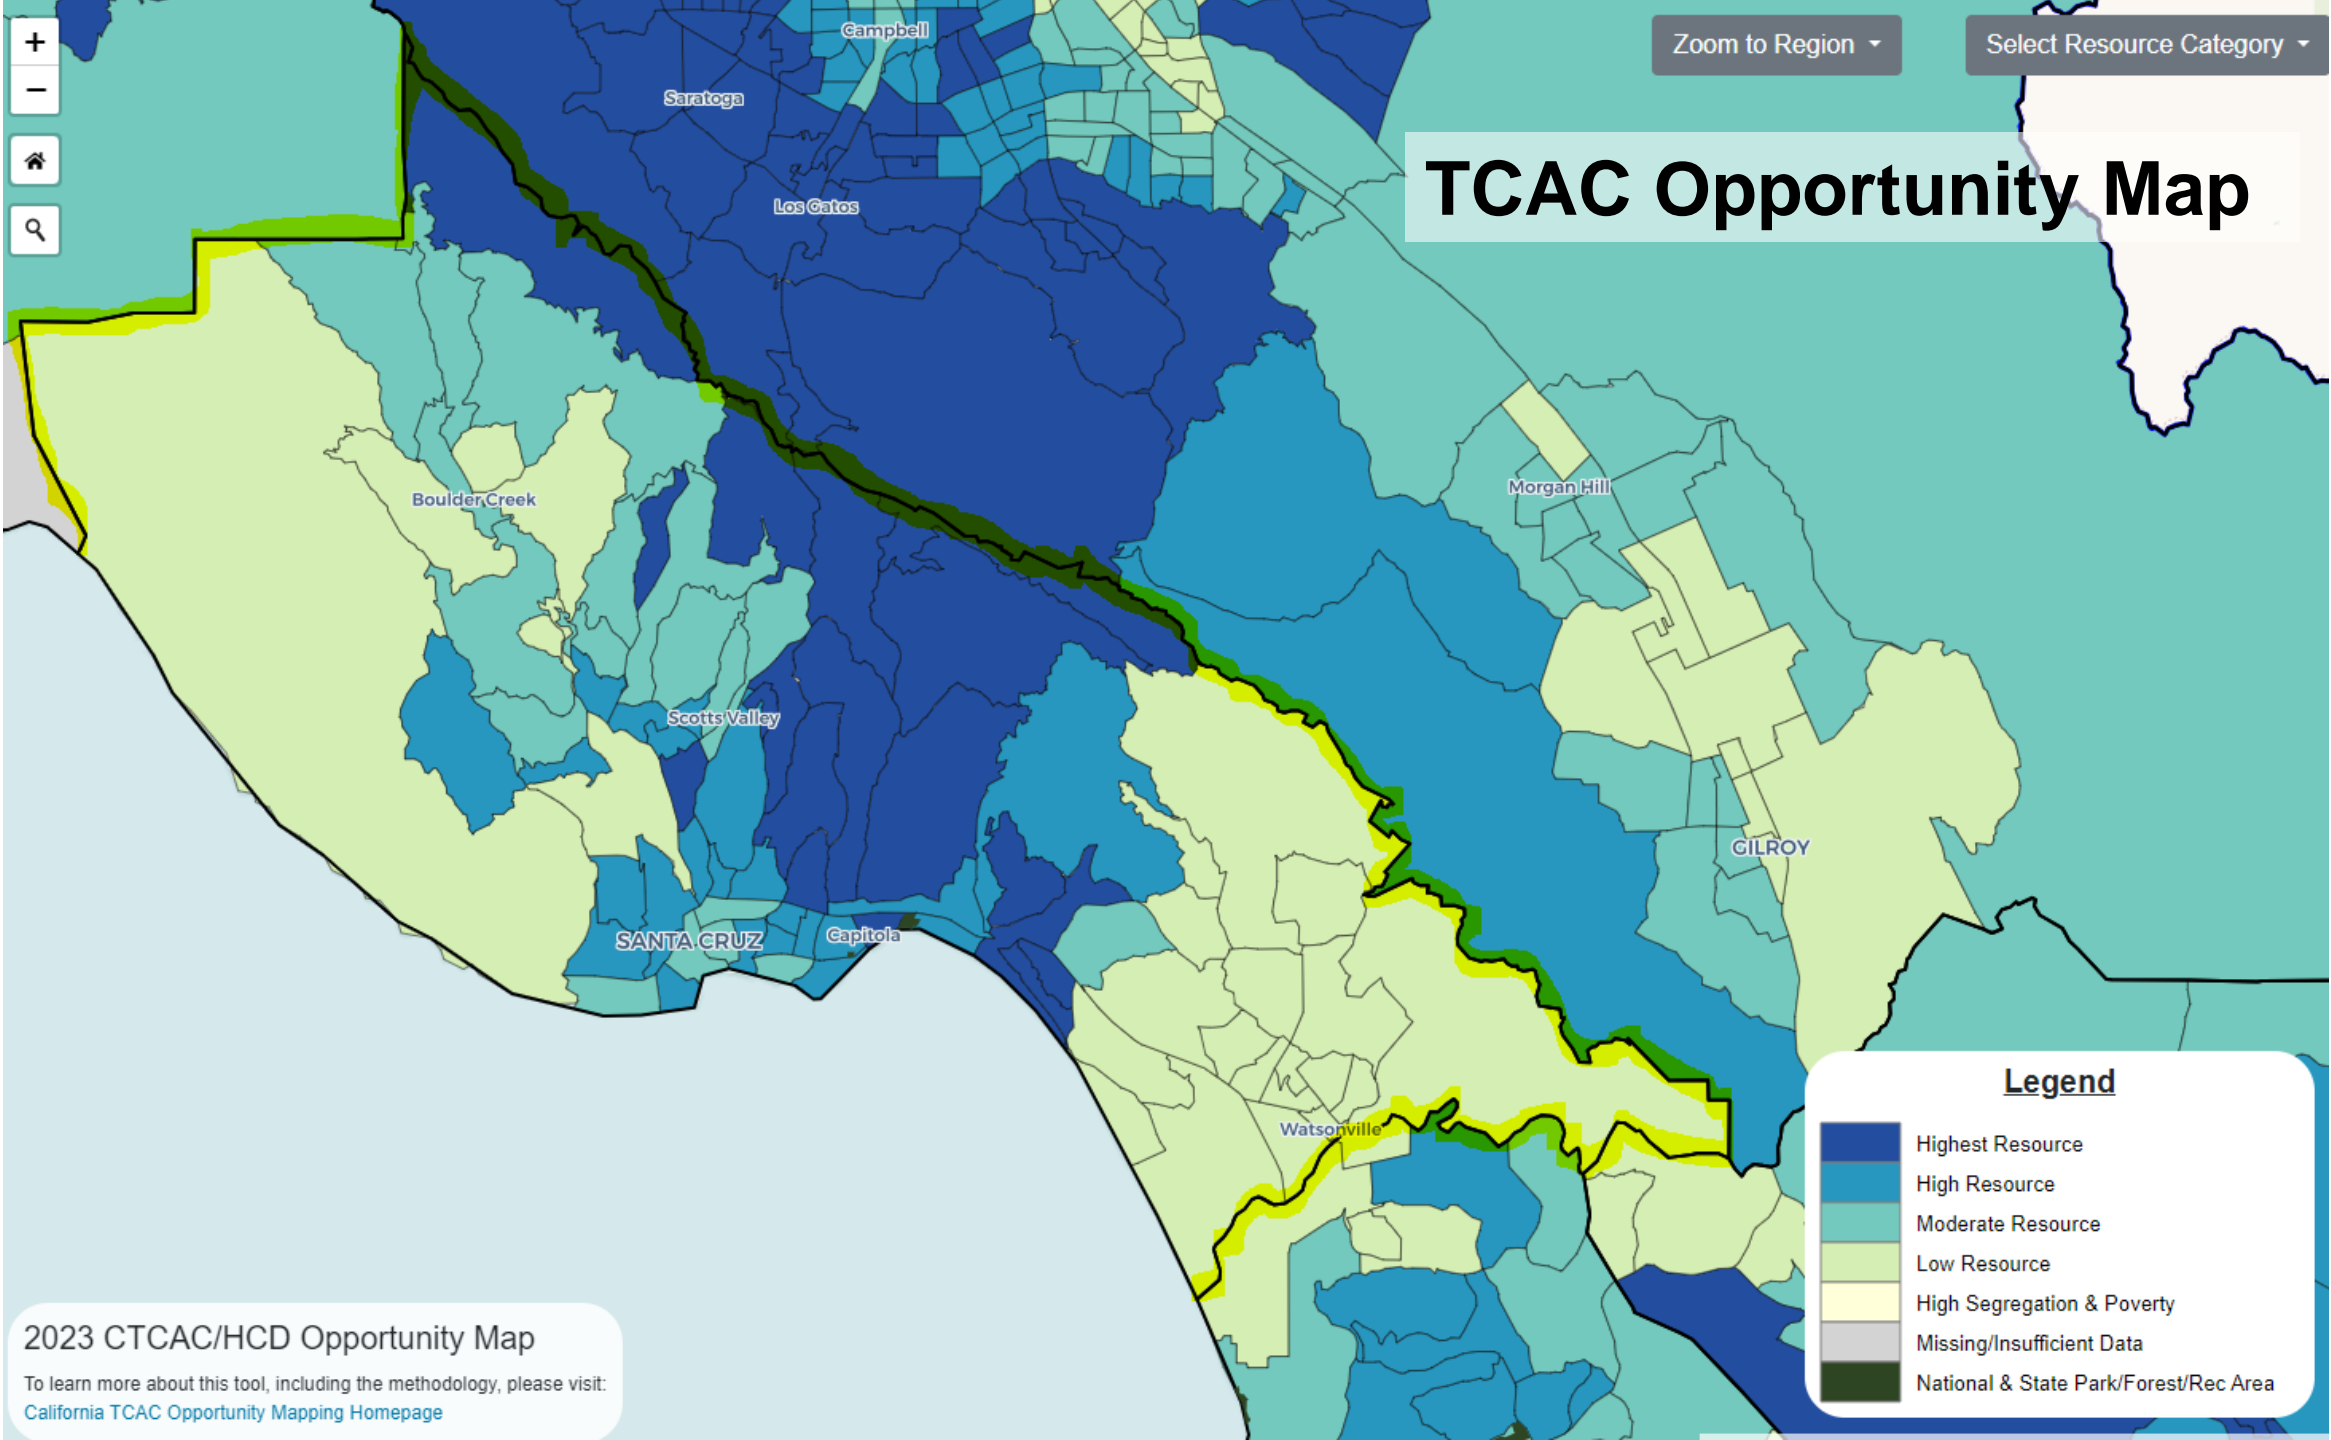 Campbell
Zoom to Region
Select Resource Category
+
−
Saratoga
TCAC Opportunity Map
Los Gatos
Morgan Hill
Boulder Creek
Scotts Valley
GILROY
SANTA CRUZ
Capitola
Watsonville
Legend
Highest Resource
High Resource
Moderate Resource
Low Resource
High Segregation & Poverty
Missing/Insufficient Data
National & State Park/Forest/Rec Area
2023 CTCAC/HCD Opportunity Map
To learn more about this tool, including the methodology, please visit:
California TCAC Opportunity Mapping Homepage